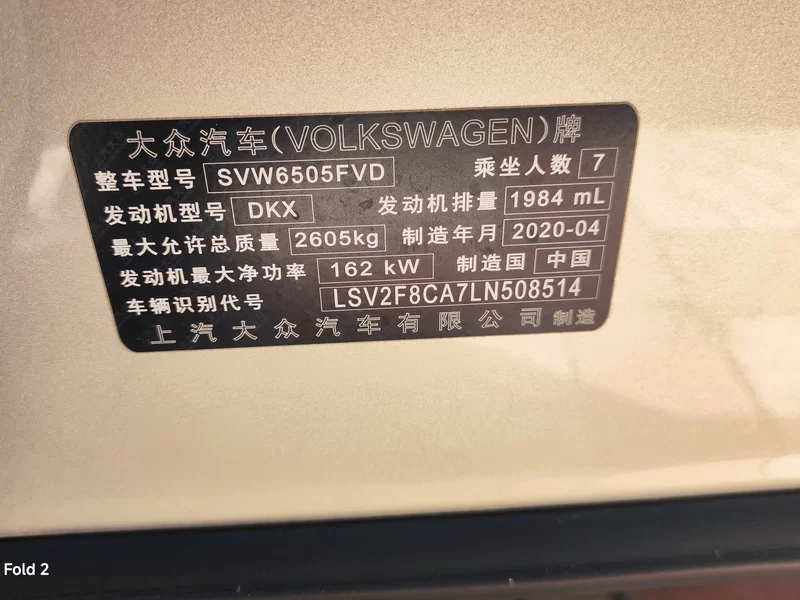 大众汽车(VOLKSWAGEN)牌
整车型号 SVW6505FVD 乘坐人数 7
发动机型号 DKX 发动机排量 1984 mL
最大允许总质量 2605kg 制造年月 2020-04
发动机最大净功率 162 kW 制造国 中国
车辆识别代号 LSV2F8CA7LN508514
上汽大众汽车有限公司 制造
Fold 2